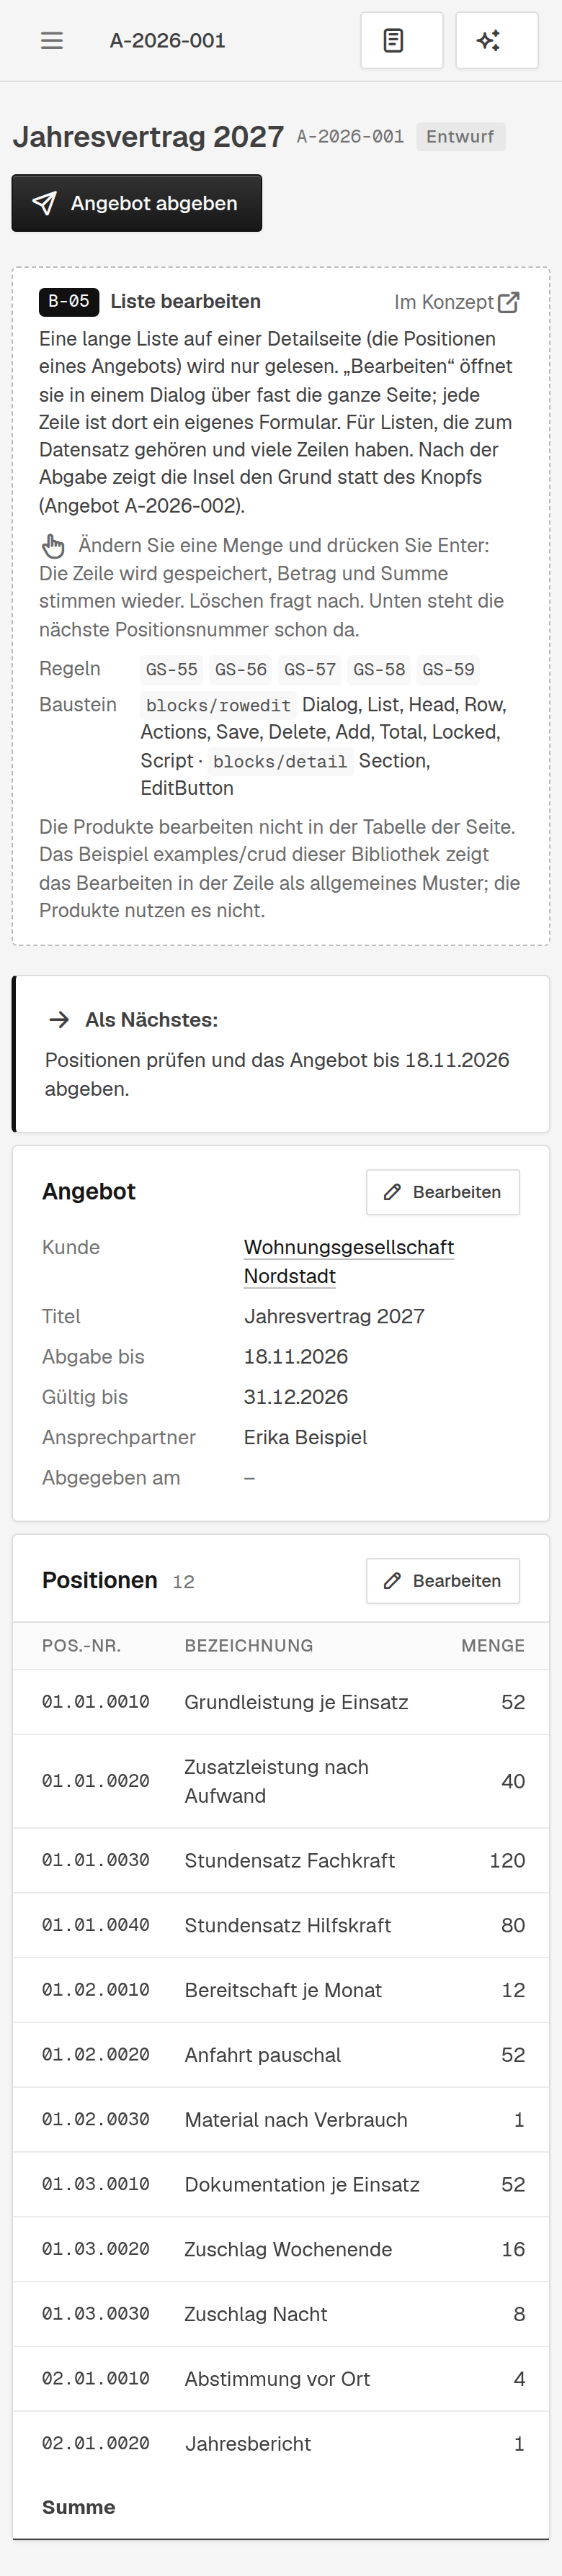 A-2026-001
Jahresvertrag 2027 A-2026-001 Entwurf
Angebot abgeben
B-05 Liste bearbeiten Im Konzept
Eine lange Liste auf einer Detailseite (die Positionen
eines Angebots) wird nur gelesen. „Bearbeiten“ öffnet
sie in einem Dialog über fast die ganze Seite; jede
Zeile ist dort ein eigenes Formular. Für Listen, die zum
Datensatz gehören und viele Zeilen haben. Nach der
Abgabe zeigt die Insel den Grund statt des Knopfs
(Angebot A-2026-002).
Ändern Sie eine Menge und drücken Sie Enter:
Die Zeile wird gespeichert, Betrag und Summe
stimmen wieder. Löschen fragt nach. Unten steht die
nächste Positionsnummer schon da.
Regeln GS-55 GS-56 GS-57 GS-58 GS-59
Baustein blocks/rowedit Dialog, List, Head, Row,
Actions, Save, Delete, Add, Total, Locked,
Script · blocks/detail Section,
EditButton
Die Produkte bearbeiten nicht in der Tabelle der Seite.
Das Beispiel examples/crud dieser Bibliothek zeigt
das Bearbeiten in der Zeile als allgemeines Muster; die
Produkte nutzen es nicht.
Als Nächstes:
Positionen prüfen und das Angebot bis 18.11.2026
abgeben.
Angebot Bearbeiten
Kunde Wohnungsgesellschaft
Nordstadt
Titel Jahresvertrag 2027
Abgabe bis 18.11.2026
Gültig bis 31.12.2026
Ansprechpartner Erika Beispiel
Abgegeben am –
Positionen 12 Bearbeiten
POS.-NR. BEZEICHNUNG MENGE
01.01.0010 Grundleistung je Einsatz 52
01.01.0020 Zusatzleistung nach
Aufwand 40
01.01.0030 Stundensatz Fachkraft 120
01.01.0040 Stundensatz Hilfskraft 80
01.02.0010 Bereitschaft je Monat 12
01.02.0020 Anfahrt pauschal 52
01.02.0030 Material nach Verbrauch 1
01.03.0010 Dokumentation je Einsatz 52
01.03.0020 Zuschlag Wochenende 16
01.03.0030 Zuschlag Nacht 8
02.01.0010 Abstimmung vor Ort 4
02.01.0020 Jahresbericht 1
Summe